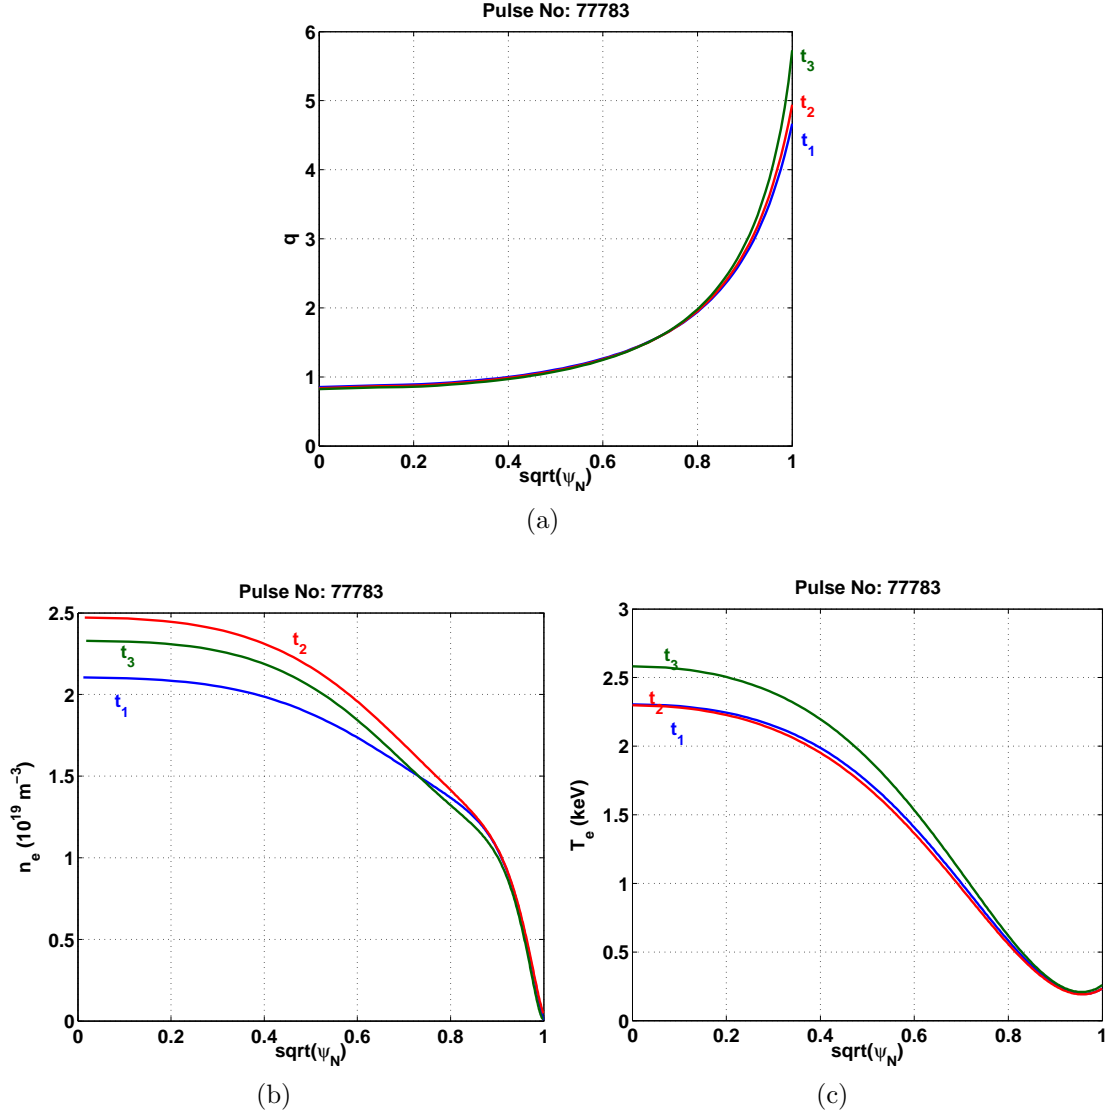 Pulse No: 77783
6
5
4
3
2
1
0
q
t3
t2
t1
0 0.2 0.4 0.6 0.8 1
sqrt(ψN)
(a)
Pulse No: 77783
2.5
2
1.5
1
0.5
0
ne (10^19 m^−3)
t2
t3
t1
0 0.2 0.4 0.6 0.8 1
sqrt(ψN)
(b)
Pulse No: 77783
3
2.5
2
1.5
1
0.5
0
Te (keV)
t3
t2
t1
0 0.2 0.4 0.6 0.8 1
sqrt(ψN)
(c)